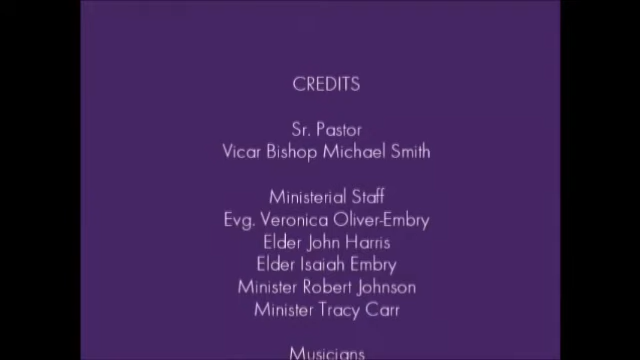 CREDITS
Sr. Pastor
Vicar Bishop Michael Smith
Ministerial Staff
Evg. Veronica Oliver-Embry
Elder John Harris
Elder Isaiah Embry
Minister Robert Johnson
Minister Tracy Carr
Musicians